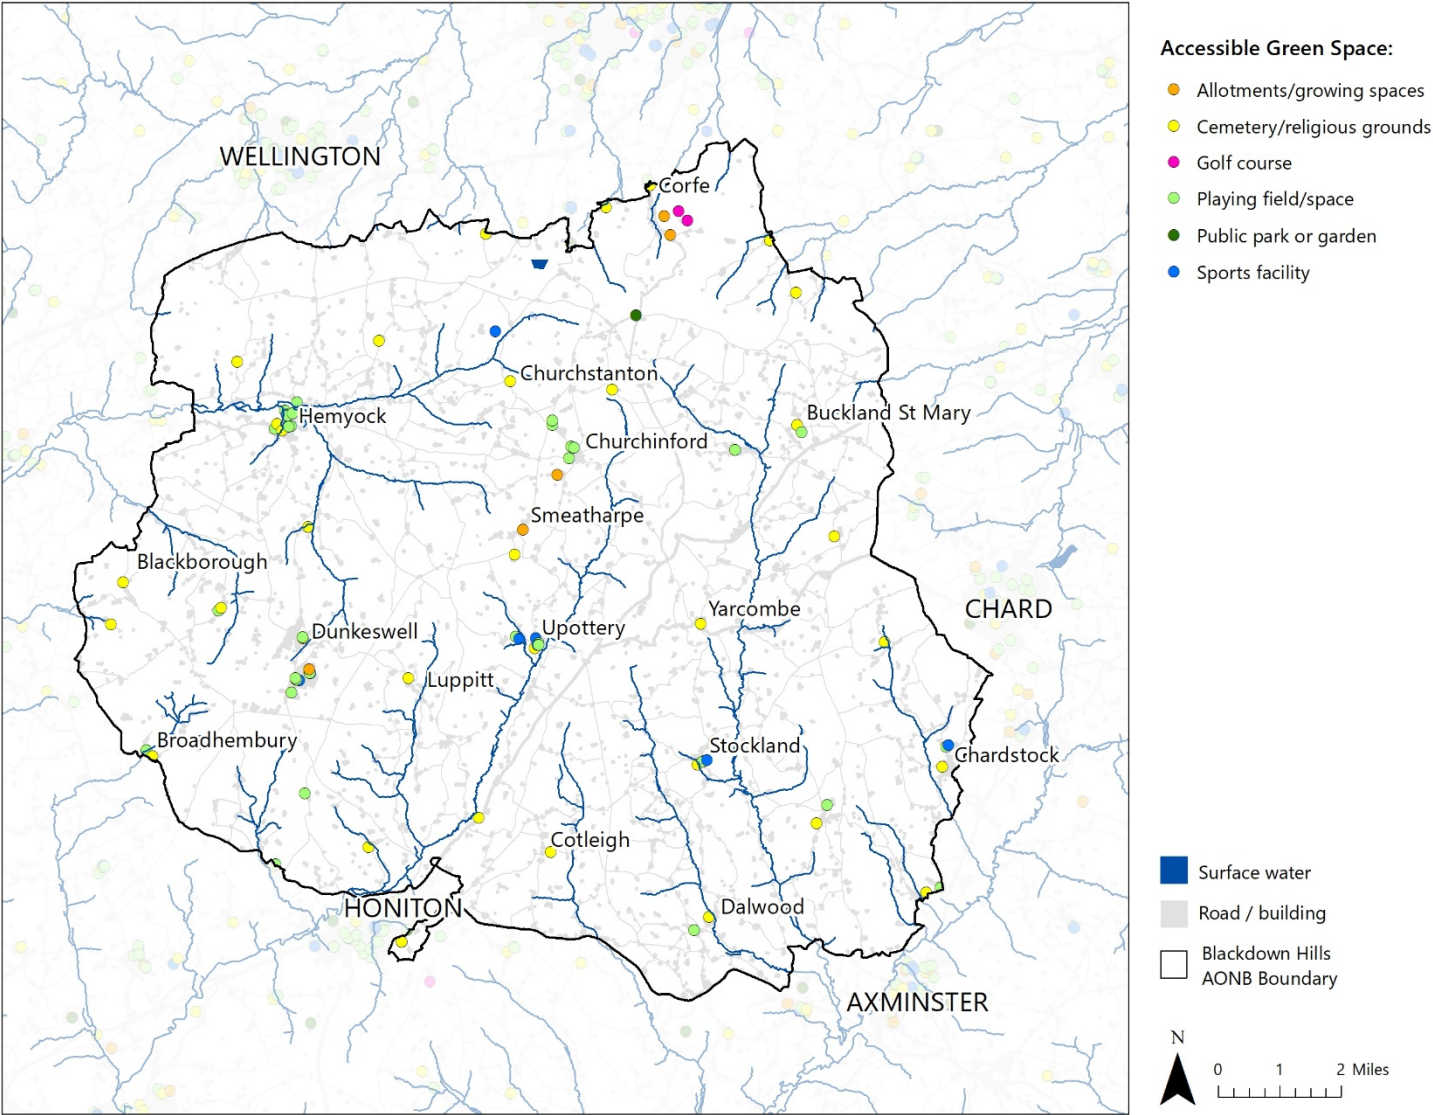 Accessible Green Space:
Allotments/growing spaces
Cemetery/religious grounds
Golf course
Playing field/space
Public park or garden
Sports facility
WELLINGTON
Corfe
Churchstanton
Hemyock
Buckland St Mary
Churchinford
Smeatharpe
Blackborough
Yarcombe
CHARD
Dunkeswell
Upottery
Luppitt
Broadhembury
Stockland
Chardstock
Cotleigh
HONITON
Dalwood
AXMINSTER
Surface water
Road / building
Blackdown Hills
AONB Boundary
N
0 1 2 Miles